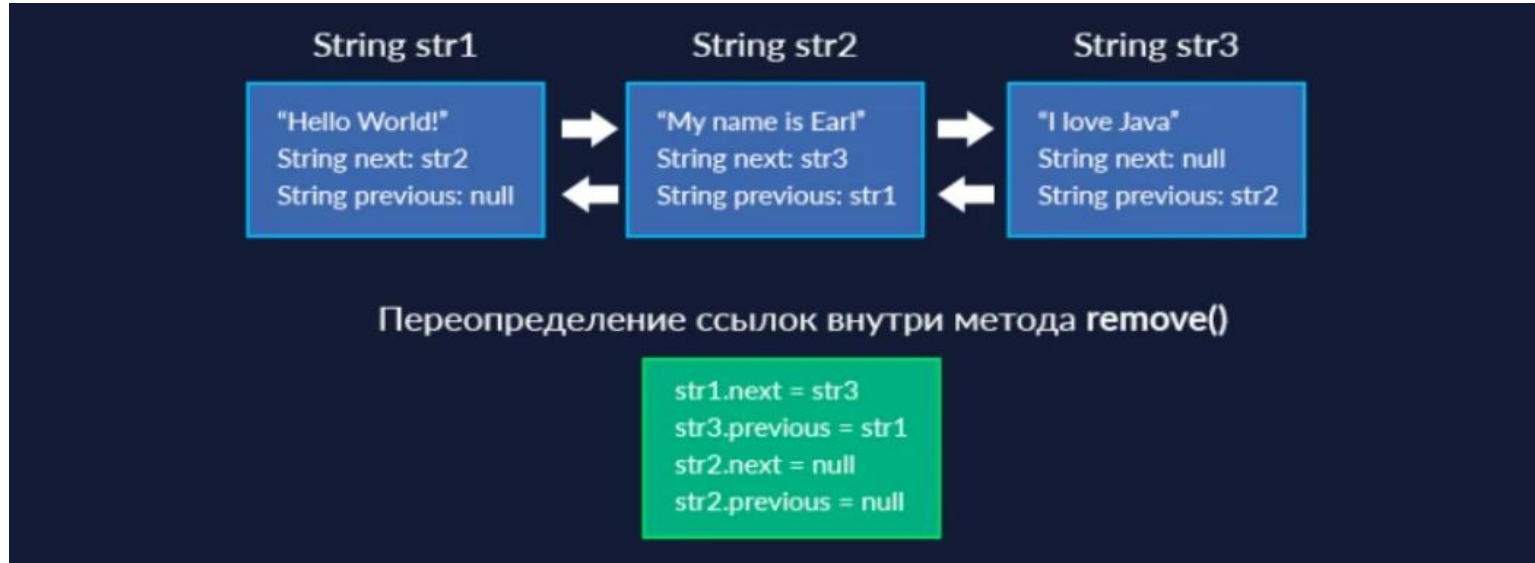 String str1
String str2
String str3
“Hello World!”
String next: str2
String previous: null
“My name is Earl”
String next: str3
String previous: str1
“I love Java”
String next: null
String previous: str2
Переопределение ссылок внутри метода remove()
str1.next = str3
str3.previous = str1
str2.next = null
str2.previous = null